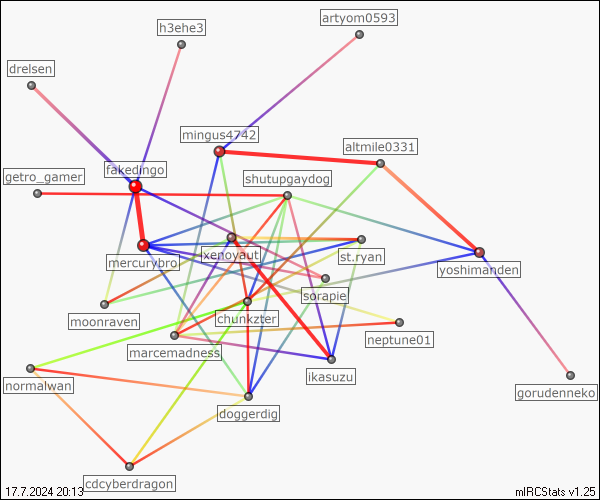 artyom0593
h3ehe3
drelsen
mingus4742
altmile0331
fakedingo
getro_gamer
shutupgaydog
mercurybro
xenoyaut
st.ryan
yoshimanden
sorapie
moonraven
chunkzter
neptune01
marcemadness
ikasuzu
normalwan
gorudenneko
doggerdig
cdcyberdragon
17.7.2024 20:13
mIRCStats v1.25